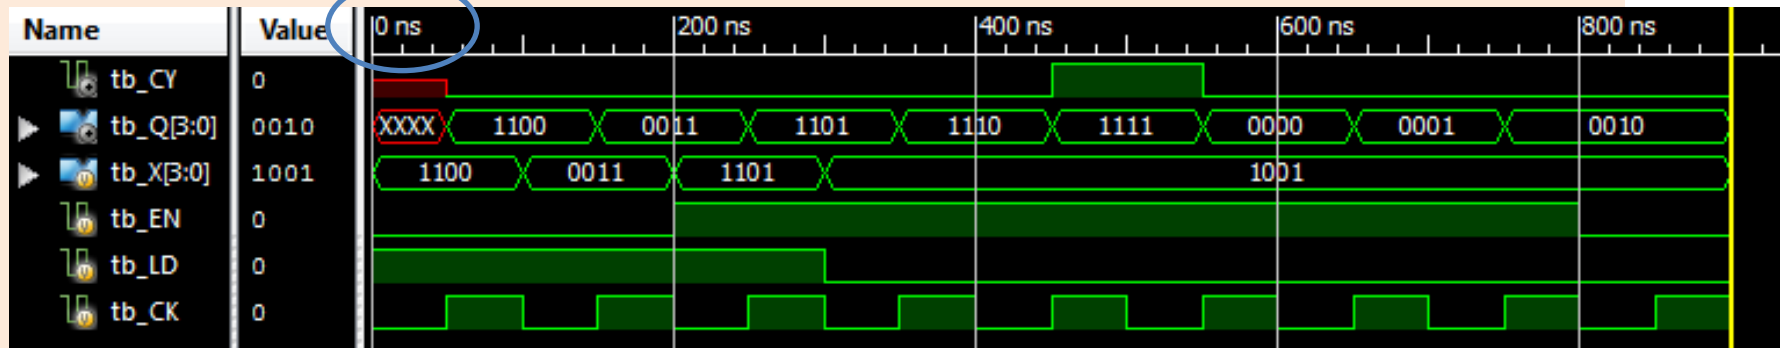 Name Value 0 ns 200 ns 400 ns 600 ns 800 ns
tb_CY 0
tb_Q[3:0] 0010 XXXX 1100 0011 1101 1110 1111 0000 0001 0010
tb_X[3:0] 1001 1100 0011 1101 1001
tb_EN 0
tb_LD 0
tb_CK 0